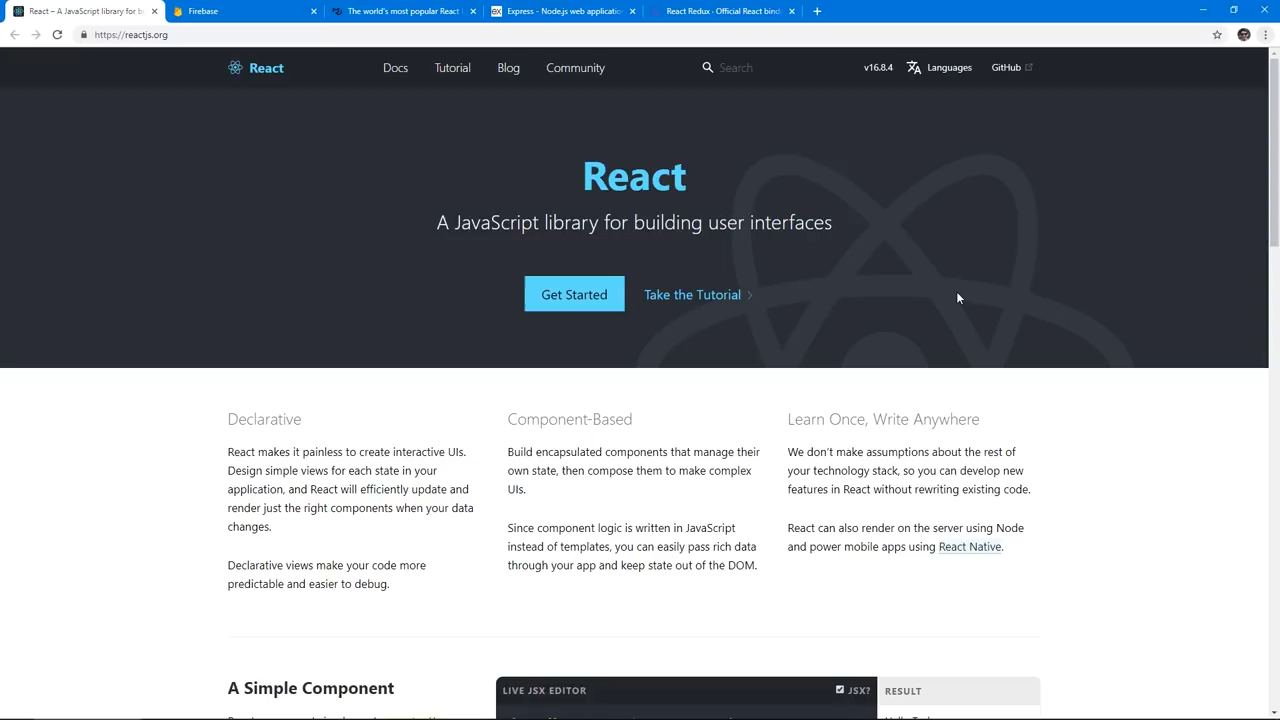 React – A JavaScript library for bu
Firebase
The world's most popular React U
Express - Node.js web application
React Redux · Official React bindi
https://reactjs.org
React
Docs
Tutorial
Blog
Community
Search
v16.8.4
Languages
GitHub
React
A JavaScript library for building user interfaces
Get Started
Take the Tutorial
Declarative
React makes it painless to create interactive UIs.
Design simple views for each state in your
application, and React will efficiently update and
render just the right components when your data
changes.
Declarative views make your code more
predictable and easier to debug.
Component-Based
Build encapsulated components that manage their
own state, then compose them to make complex
UIs.
Since component logic is written in JavaScript
instead of templates, you can easily pass rich data
through your app and keep state out of the DOM.
Learn Once, Write Anywhere
We don't make assumptions about the rest of
your technology stack, so you can develop new
features in React without rewriting existing code.
React can also render on the server using Node
and power mobile apps using React Native.
A Simple Component
LIVE JSX EDITOR
JSX?
RESULT